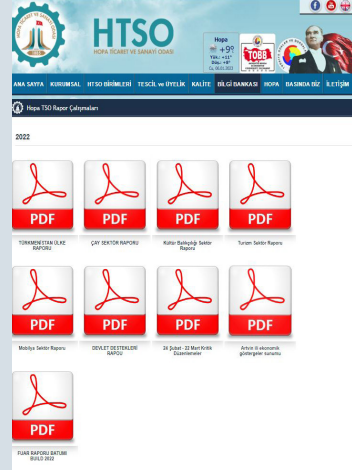 HTSO
HOPA TİCARET VE SANAYİ ODASI
Hopa
+9°
TOBB
ANA SAYFA KURUMSAL HTSO BİRİMLERİ TESCİL ve ÜYELİK KALİTE BİLGİ BANKASI HOPA BASINDA BİZ İLETİŞİM
Hopa TSO Rapor Çalışmaları
2022
PDF PDF PDF PDF
TÜRKMENİSTAN ÜLKE
RAPORU
ÇAY SEKTÖR RAPORU
Kültür Balıkçılığı Sektör
Raporu
Turizm Sektör Raporu
PDF PDF PDF PDF
Mobilya Sektör Raporu
DEVLET DESTEKLERİ
RAPOU
24 Şubat - 22 Mart Kritik
Düzenlemeler
Artvin ili ekonomik
göstergeler sunumu
PDF
FUAR RAPORU BATUMI
BUILD 2022